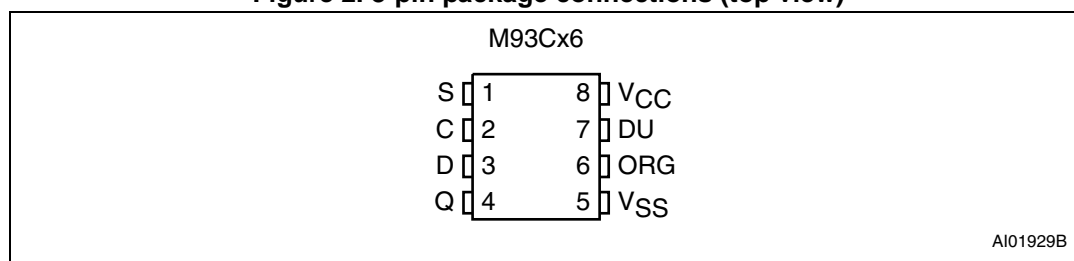 Figure 2. 8-pin package connections (top view)
M93Cx6
S 1 8 VCC
C 2 7 DU
D 3 6 ORG
Q 4 5 VSS
AI01929B